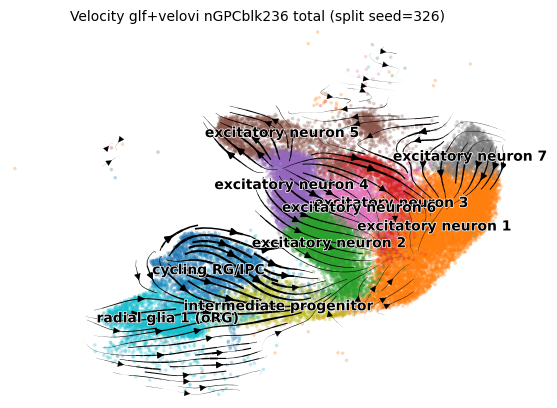 Velocity glf+velovi nGPCblk236 total (split seed=326)
excitatory neuron 5
excitatory neuron 7
excitatory neuron 4
excitatory neuron 3
excitatory neuron 6
excitatory neuron 1
excitatory neuron 2
cycling RG/IPC
intermediate progenitor
radial glia 1 (oRG)